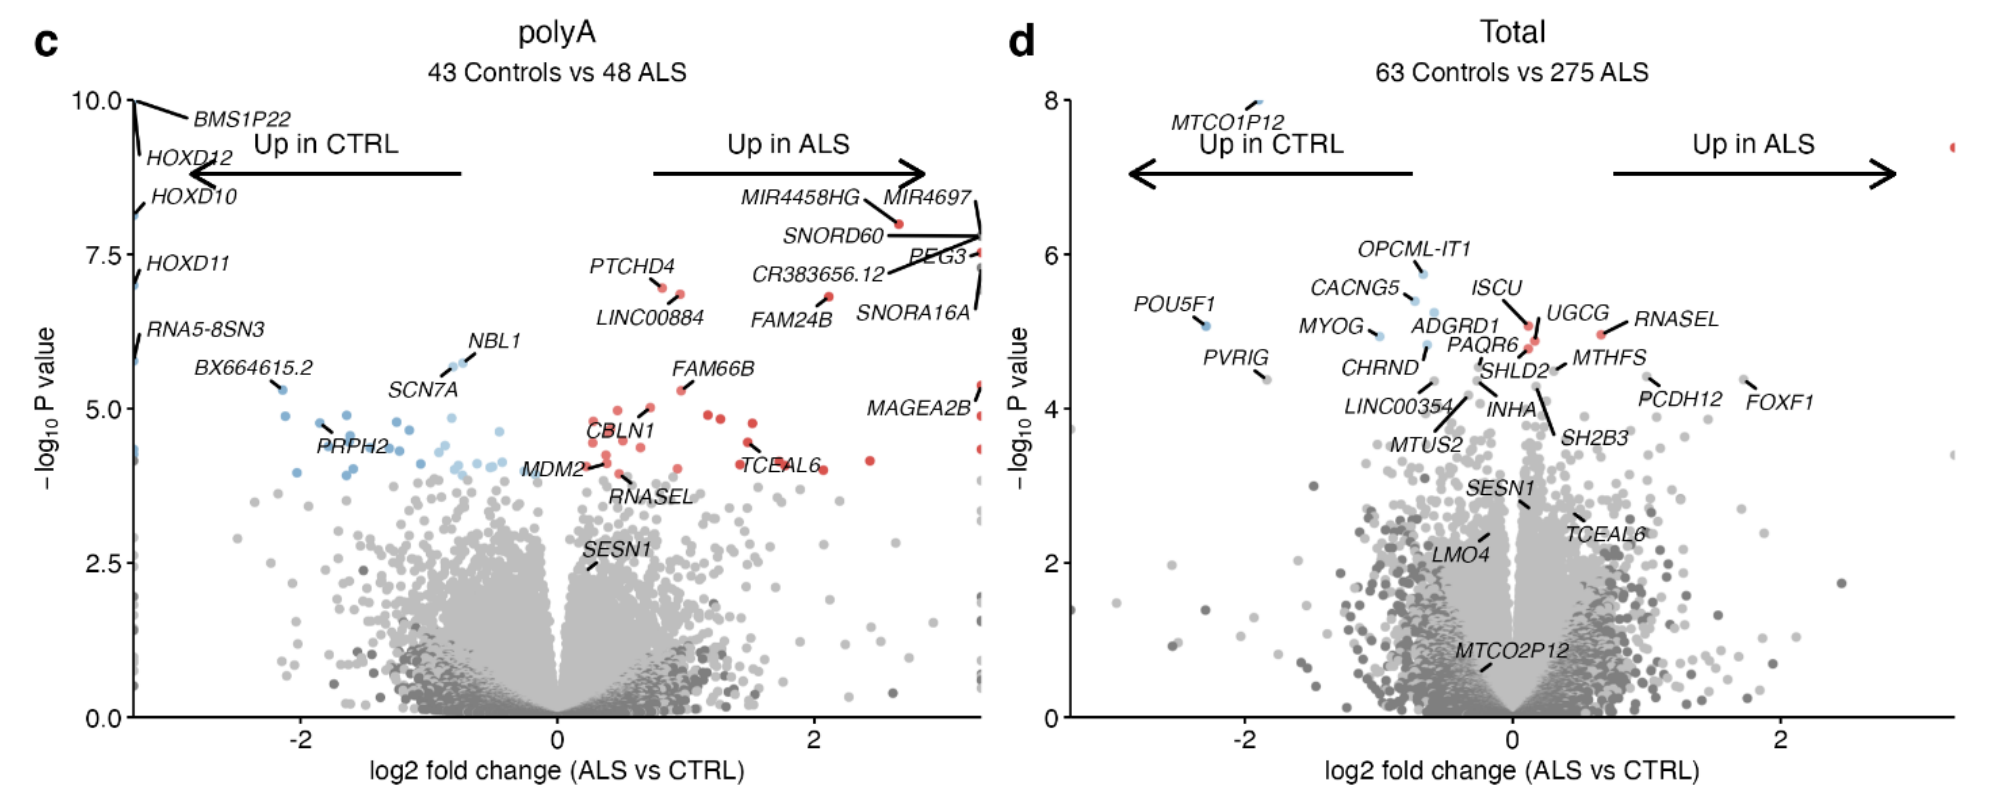 c
polyA
43 Controls vs 48 ALS
10.0
7.5
5.0
2.5
0.0
−log10 P value
BMS1P22
HOXD12
Up in CTRL
Up in ALS
HOXD10
MIR4458HG
MIR4697
SNORD60
HOXD11
PTCHD4
CR383656.12
PEG3
LINC00884
FAM24B
SNORA16A
RNA5-8SN3
NBL1
BX664615.2
SCN7A
FAM66B
MAGEA2B
PRPH2
CBLN1
MDM2
TCEAL6
RNASEL
SESN1
-2
0
2
log2 fold change (ALS vs CTRL)
d
Total
63 Controls vs 275 ALS
8
6
4
2
0
−log10 P value
MTCO1P12
Up in CTRL
Up in ALS
OPCML-IT1
CACNG5
ISCU
POU5F1
UGCG
RNASEL
MYOG
ADGRD1
PAQR6
PVRIG
CHRND
SHLD2
MTHFS
LINC00354
INHA
PCDH12
FOXF1
MTUS2
SH2B3
SESN1
TCEAL6
LMO4
MTCO2P12
-2
0
2
log2 fold change (ALS vs CTRL)